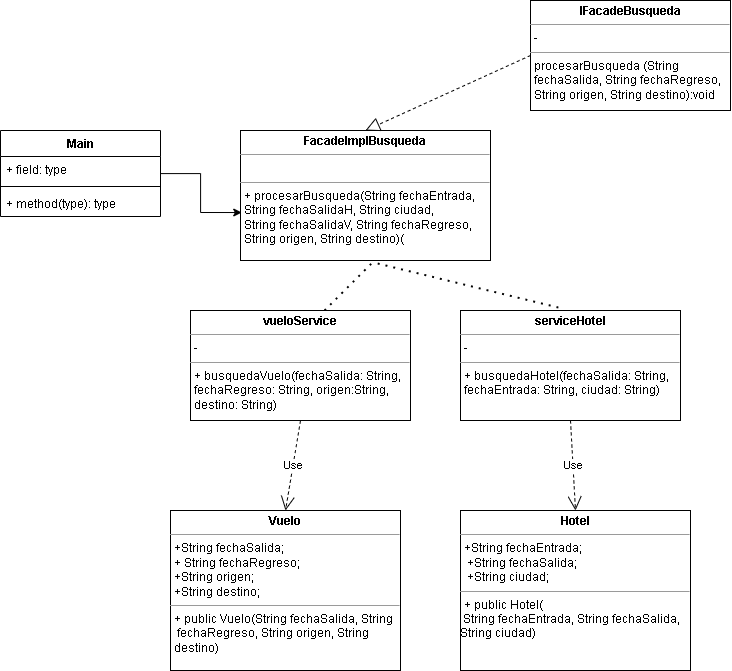 IFacadeBusqueda
-
procesarBusqueda (String
fechaSalida, String fechaRegreso,
String origen, String destino):void
Main
+ field: type
+ method(type): type
FacadeImplBusqueda
+ procesarBusqueda(String fechaEntrada,
String fechaSalidaH, String ciudad,
String fechaSalidaV, String fechaRegreso,
String origen, String destino)(
vueloService
-
+ busquedaVuelo(fechaSalida: String,
fechaRegreso: String, origen:String,
destino: String)
serviceHotel
-
+ busquedaHotel(fechaSalida: String,
fechaEntrada: String, ciudad: String)
Use
Use
Vuelo
+String fechaSalida;
+ String fechaRegreso;
+String origen;
+String destino;
+ public Vuelo(String fechaSalida, String
fechaRegreso, String origen, String
destino)
Hotel
+String fechaEntrada;
+String fechaSalida;
+String ciudad;
+ public Hotel(
String fechaEntrada, String fechaSalida,
String ciudad)